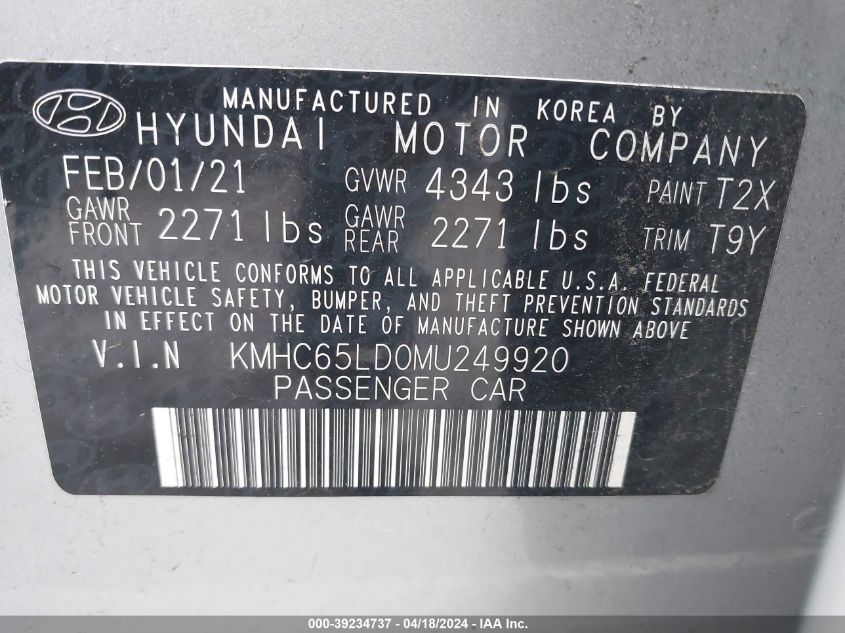 MANUFACTURED IN KOREA BY
HYUNDAI MOTOR COMPANY
FEB/01/21 GVWR 4343 lbs PAINT T2X
GAWR FRONT 2271 lbs GAWR REAR 2271 lbs TRIM T9Y
THIS VEHICLE CONFORMS TO ALL APPLICABLE U.S.A. FEDERAL
MOTOR VEHICLE SAFETY, BUMPER, AND THEFT PREVENTION STANDARDS
IN EFFECT ON THE DATE OF MANUFACTURE SHOWN ABOVE
V.I.N KMHC65LD0MU249920
PASSENGER CAR
000-39234737 - 04/18/2024 - IAA Inc.